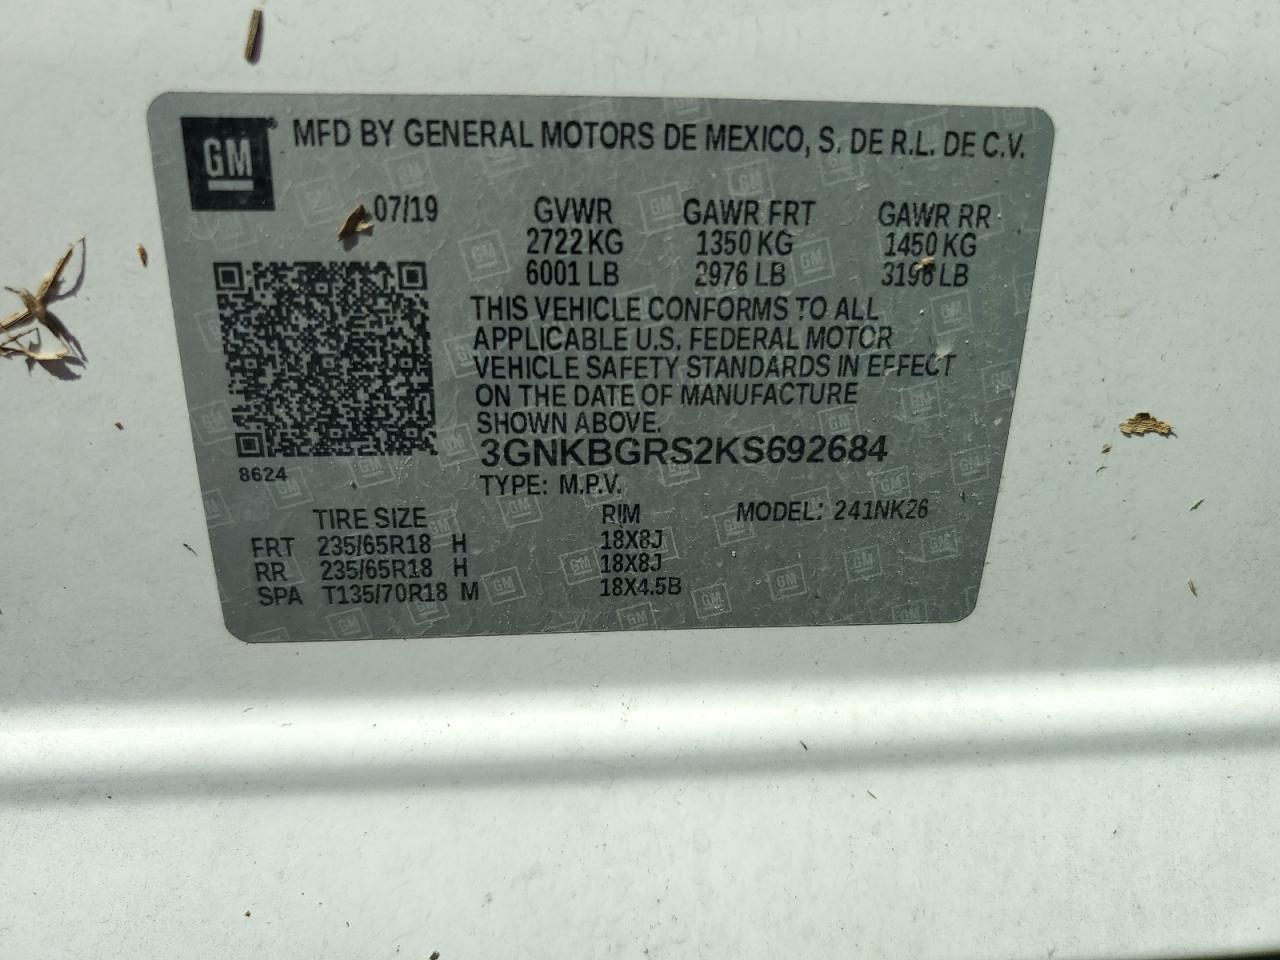 GM MFD BY GENERAL MOTORS DE MEXICO, S. DE R.L. DE C.V.
07/19 GVWR GAWR FRT GAWR RR
2722 KG 1350 KG 1450 KG
6001 LB 2976 LB 3196 LB
THIS VEHICLE CONFORMS TO ALL
APPLICABLE U.S. FEDERAL MOTOR
VEHICLE SAFETY STANDARDS IN EFFECT
ON THE DATE OF MANUFACTURE
SHOWN ABOVE.
3GNKBGRS2KS692684
8624
TYPE: M.P.V.
TIRE SIZE RIM MODEL: 241NK26
FRT 235/65R18 H 18X8J
RR 235/65R18 H 18X8J
SPA T135/70R18 M 18X4.5B